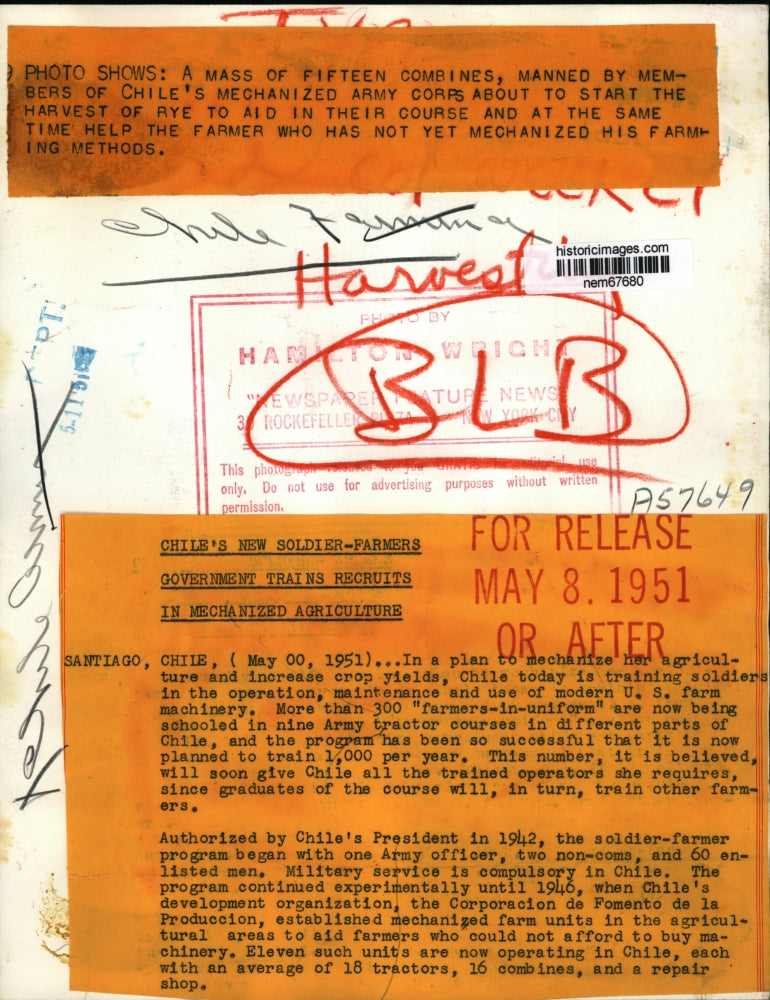 PHOTO SHOWS: A MASS OF FIFTEEN COMBINES, MANNED BY MEM-
BERS OF CHILE'S MECHANIZED ARMY CORPS ABOUT TO START THE
HARVEST OF RYE TO AID IN THEIR COURSE AND AT THE SAME
TIME HELP THE FARMER WHO HAS NOT YET MECHANIZED HIS FARM-
ING METHODS.
Chile
Harvest
historicimages.com
nem67680
PHOTO BY
HAMILTON WRIGHT
"NEWSPAPER FEATURE NEWS
ROCKEFELLER PLAZA NEW YORK CITY
BLB
This photograph released to you GRATIS for editorial use
only. Do not use for advertising purposes without written
permission.
A57649
5-11-51
FOR RELEASE
MAY 8. 1951
OR AFTER
CHILE'S NEW SOLDIER-FARMERS
GOVERNMENT TRAINS RECRUITS
IN MECHANIZED AGRICULTURE
SANTIAGO, CHILE, ( May 00, 1951)...In a plan to mechanize her agricul-
ture and increase crop yields, Chile today is training soldiers
in the operation, maintenance and use of modern U. S. farm
machinery. More than 300 "farmers-in-uniform" are now being
schooled in nine Army tractor courses in different parts of
Chile, and the program has been so successful that it is now
planned to train 1,000 per year. This number, it is believed,
will soon give Chile all the trained operators she requires,
since graduates of the course will, in turn, train other farm-
ers.
Authorized by Chile's President in 1942, the soldier-farmer
program began with one Army officer, two non-coms, and 60 en-
listed men. Military service is compulsory in Chile. The
program continued experimentally until 1946, when Chile's
development organization, the Corporacion de Fomento de la
Produccion, established mechanized farm units in the agricul-
tural areas to aid farmers who could not afford to buy ma-
chinery. Eleven such units are now operating in Chile, each
with an average of 18 tractors, 16 combines, and a repair
shop.